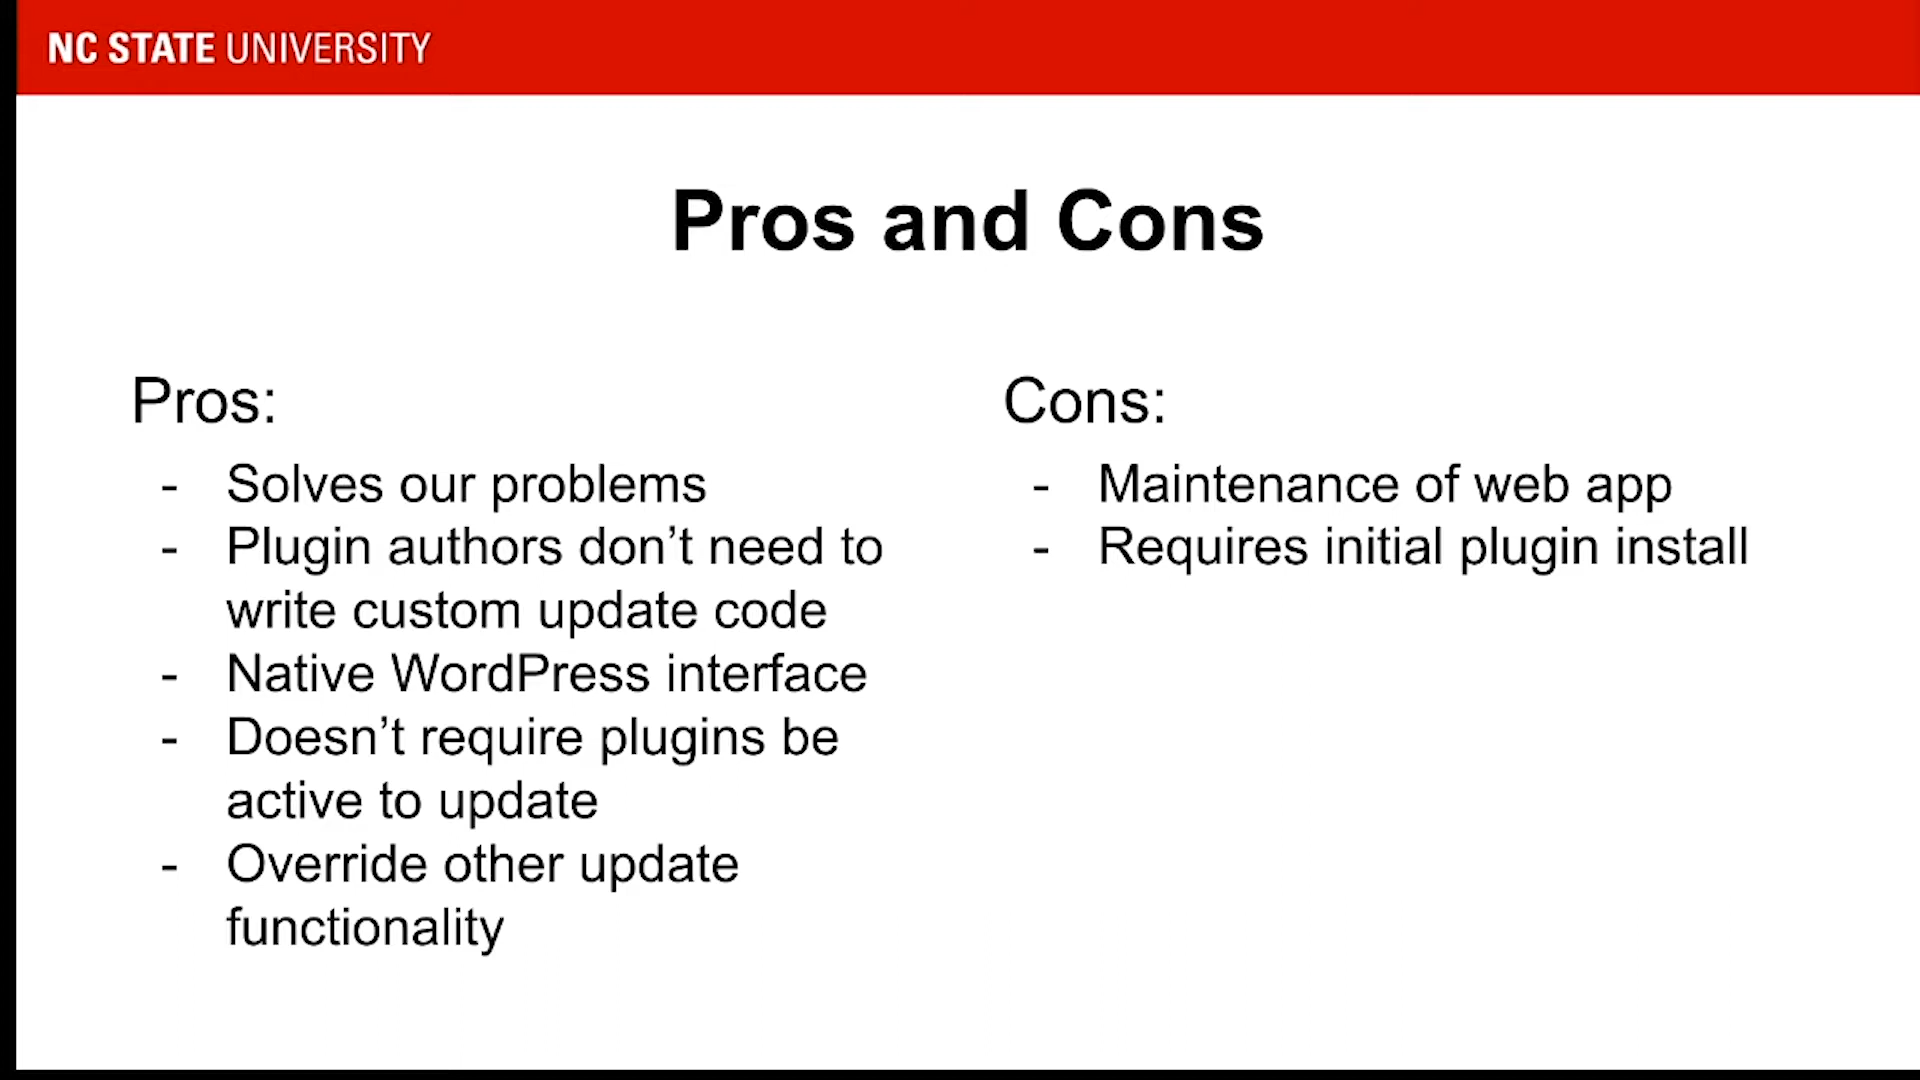 NC STATE UNIVERSITY
Pros and Cons
Pros:
- Solves our problems
- Plugin authors don’t need to
write custom update code
- Native WordPress interface
- Doesn’t require plugins be
active to update
- Override other update
functionality
Cons:
- Maintenance of web app
- Requires initial plugin install